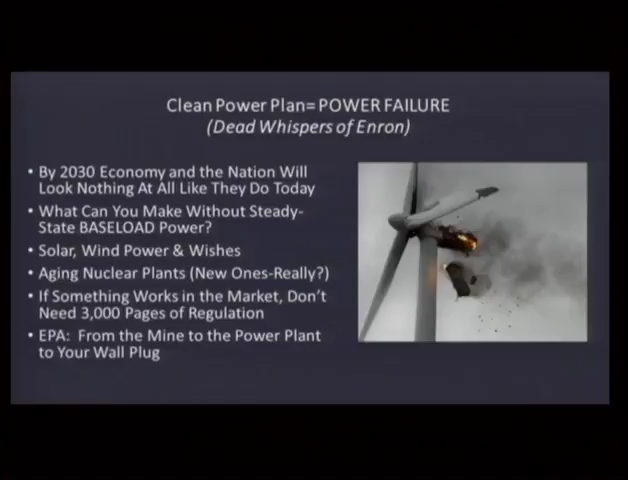 Clean Power Plan= POWER FAILURE
(Dead Whispers of Enron)
• By 2030 Economy and the Nation Will
Look Nothing At All Like They Do Today
• What Can You Make Without Steady-
State BASELOAD Power?
• Solar, Wind Power & Wishes
• Aging Nuclear Plants (New Ones-Really?)
• If Something Works in the Market, Don't
Need 3,000 Pages of Regulation
• EPA: From the Mine to the Power Plant
to Your Wall Plug